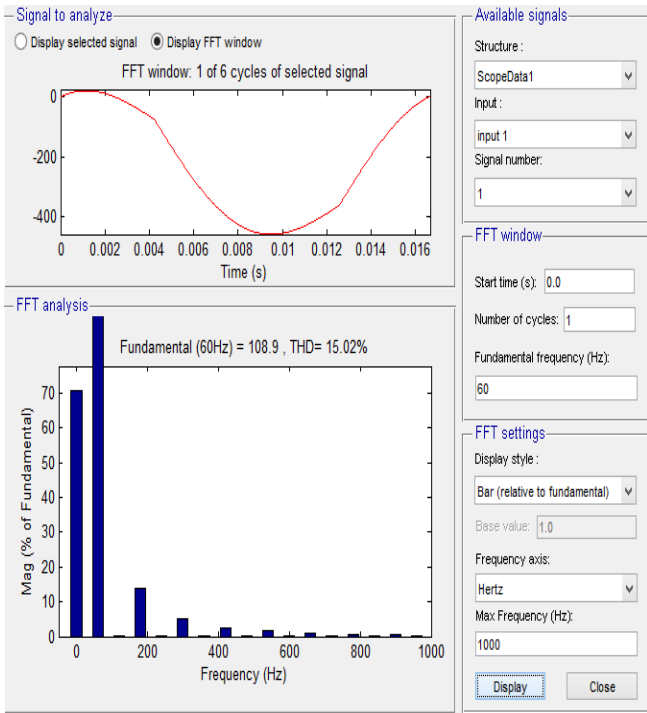 Signal to analyze
Display selected signal
Display FFT window
FFT window: 1 of 6 cycles of selected signal
0
-200
-400
0 0.002 0.004 0.006 0.008 0.01 0.012 0.014 0.016
Time (s)
FFT analysis
Fundamental (60Hz) = 108.9 , THD= 15.02%
Mag (% of Fundamental)
70
60
50
40
30
20
10
0
0 200 400 600 800 1000
Frequency (Hz)
Available signals
Structure :
ScopeData1
Input :
input 1
Signal number:
1
FFT window
Start time (s): 0.0
Number of cycles: 1
Fundamental frequency (Hz):
60
FFT settings
Display style :
Bar (relative to fundamental)
Base value: 1.0
Frequency axis:
Hertz
Max Frequency (Hz):
1000
Display
Close